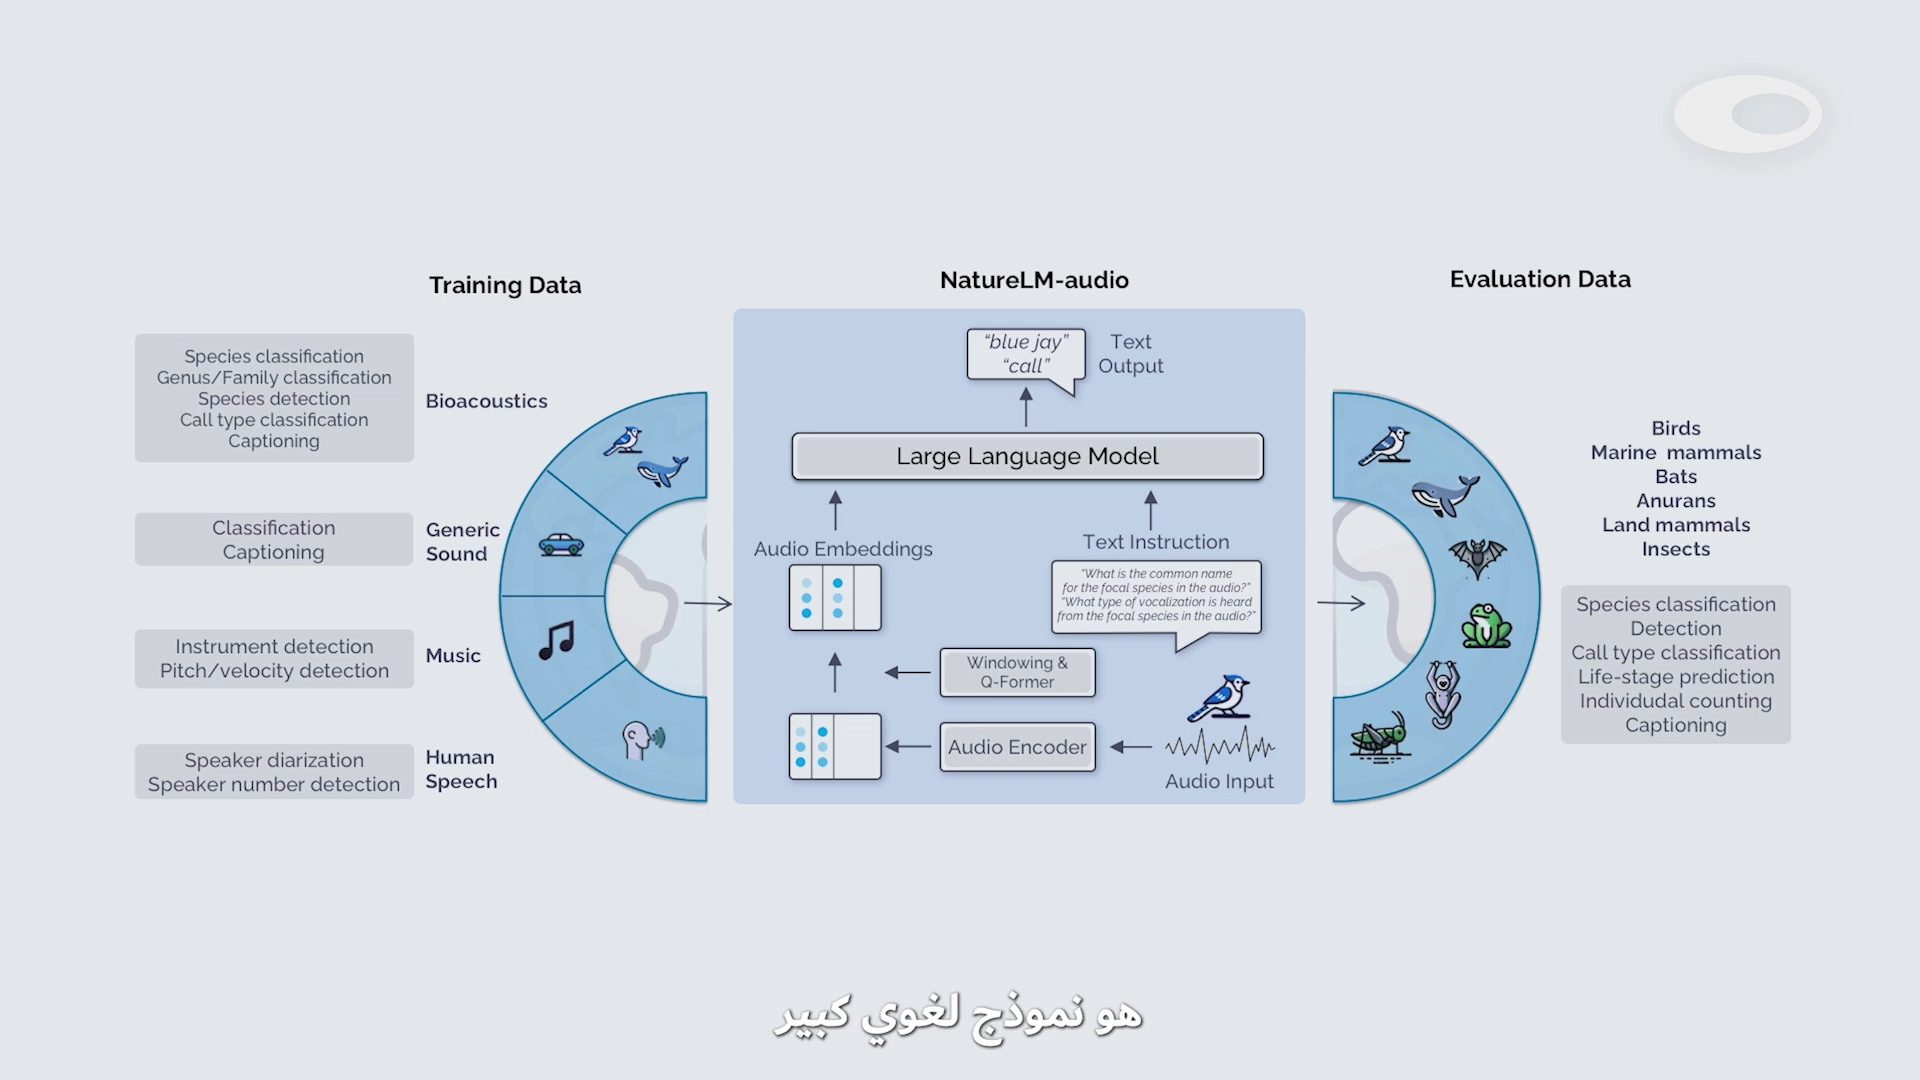 Training Data
Species classification
Genus/Family classification
Species detection
Call type classification
Captioning
Bioacoustics
Classification
Captioning
Generic
Sound
Instrument detection
Pitch/velocity detection
Music
Speaker diarization
Speaker number detection
Human
Speech
NatureLM-audio
“blue jay”
“call”
Text
Output
Large Language Model
Audio Embeddings
Text Instruction
"What is the common name
for the focal species in the audio?"
"What type of vocalization is heard
from the focal species in the audio?"
Windowing &
Q-Former
Audio Encoder
Audio Input
Evaluation Data
Birds
Marine mammals
Bats
Anurans
Land mammals
Insects
Species classification
Detection
Call type classification
Life-stage prediction
Individudal counting
Captioning
هو نموذج لغوي كبير